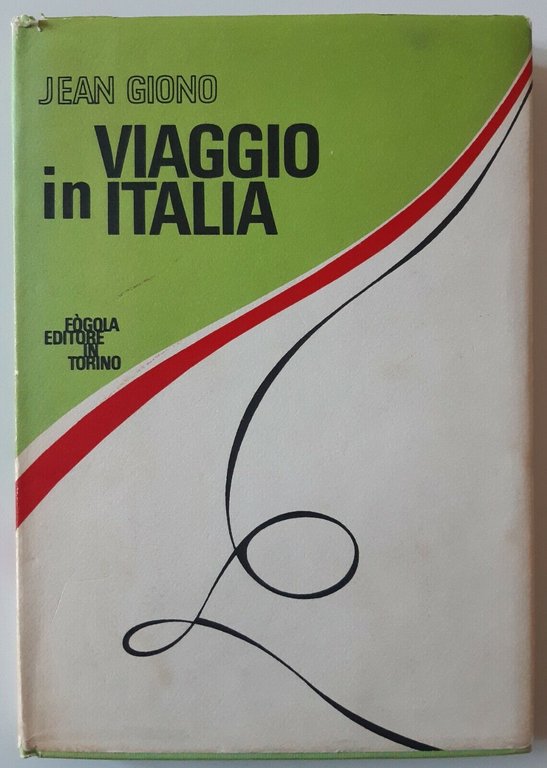 JEAN GIONO
VIAGGIO
in ITALIA
FÒGOLA
EDITORE
IN
TORINO